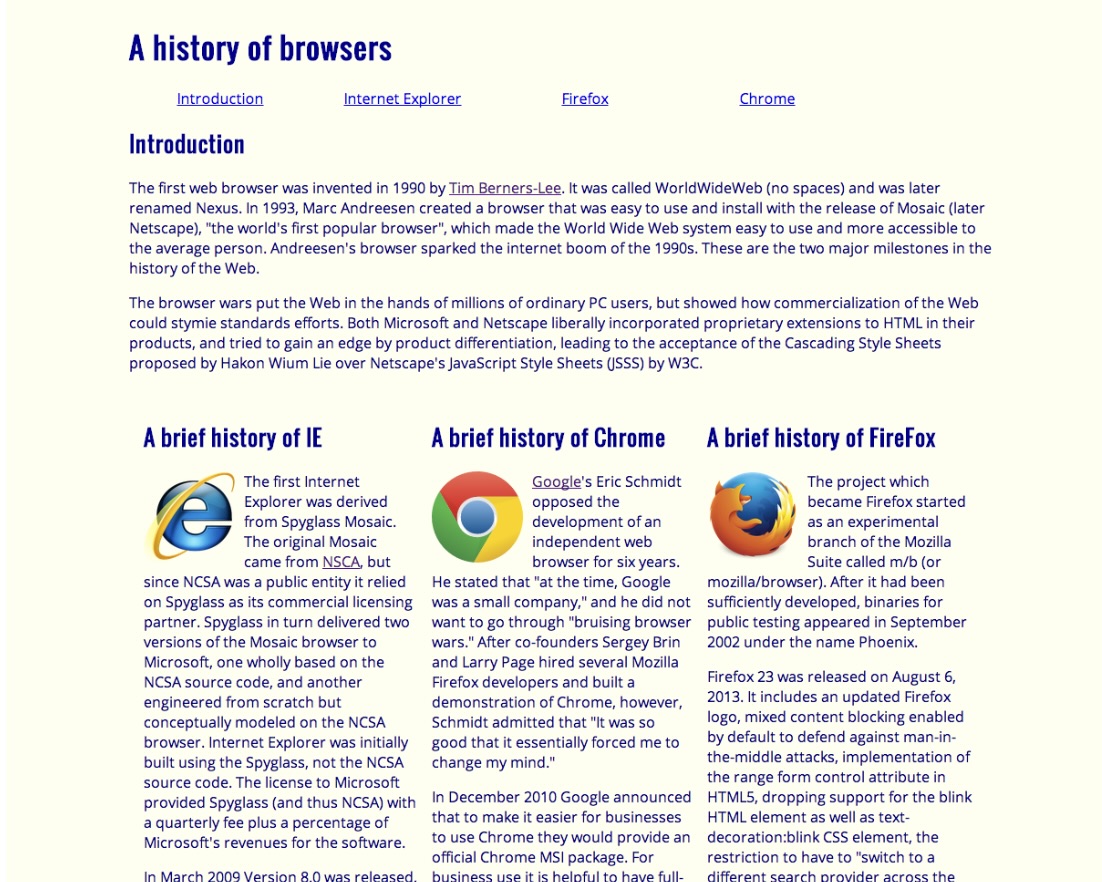 A history of browsers
Introduction Internet Explorer Firefox Chrome
Introduction
The first web browser was invented in 1990 by Tim Berners-Lee. It was called WorldWideWeb (no spaces) and was later
renamed Nexus. In 1993, Marc Andreesen created a browser that was easy to use and install with the release of Mosaic (later
Netscape), "the world's first popular browser", which made the World Wide Web system easy to use and more accessible to
the average person. Andreesen's browser sparked the internet boom of the 1990s. These are the two major milestones in the
history of the Web.
The browser wars put the Web in the hands of millions of ordinary PC users, but showed how commercialization of the Web
could stymie standards efforts. Both Microsoft and Netscape liberally incorporated proprietary extensions to HTML in their
products, and tried to gain an edge by product differentiation, leading to the acceptance of the Cascading Style Sheets
proposed by Hakon Wium Lie over Netscape's JavaScript Style Sheets (JSSS) by W3C.
A brief history of IE
The first Internet
Explorer was derived
from Spyglass Mosaic.
The original Mosaic
came from NSCA, but
since NCSA was a public entity it relied
on Spyglass as its commercial licensing
partner. Spyglass in turn delivered two
versions of the Mosaic browser to
Microsoft, one wholly based on the
NCSA source code, and another
engineered from scratch but
conceptually modeled on the NCSA
browser. Internet Explorer was initially
built using the Spyglass, not the NCSA
source code. The license to Microsoft
provided Spyglass (and thus NCSA) with
a quarterly fee plus a percentage of
Microsoft's revenues for the software.
In March 2009 Version 8.0 was released.
A brief history of Chrome
Google's Eric Schmidt
opposed the
development of an
independent web
browser for six years.
He stated that "at the time, Google
was a small company," and he did not
want to go through "bruising browser
wars." After co-founders Sergey Brin
and Larry Page hired several Mozilla
Firefox developers and built a
demonstration of Chrome, however,
Schmidt admitted that "It was so
good that it essentially forced me to
change my mind."
In December 2010 Google announced
that to make it easier for businesses
to use Chrome they would provide an
official Chrome MSI package. For
business use it is helpful to have full-
A brief history of FireFox
The project which
became Firefox started
as an experimental
branch of the Mozilla
Suite called m/b (or
mozilla/browser). After it had been
sufficiently developed, binaries for
public testing appeared in September
2002 under the name Phoenix.
Firefox 23 was released on August 6,
2013. It includes an updated Firefox
logo, mixed content blocking enabled
by default to defend against man-in-
the-middle attacks, implementation of
the range form control attribute in
HTML5, dropping support for the blink
HTML element as well as text-
decoration:blink CSS element, the
restriction to have to "switch to a
different search provider across the